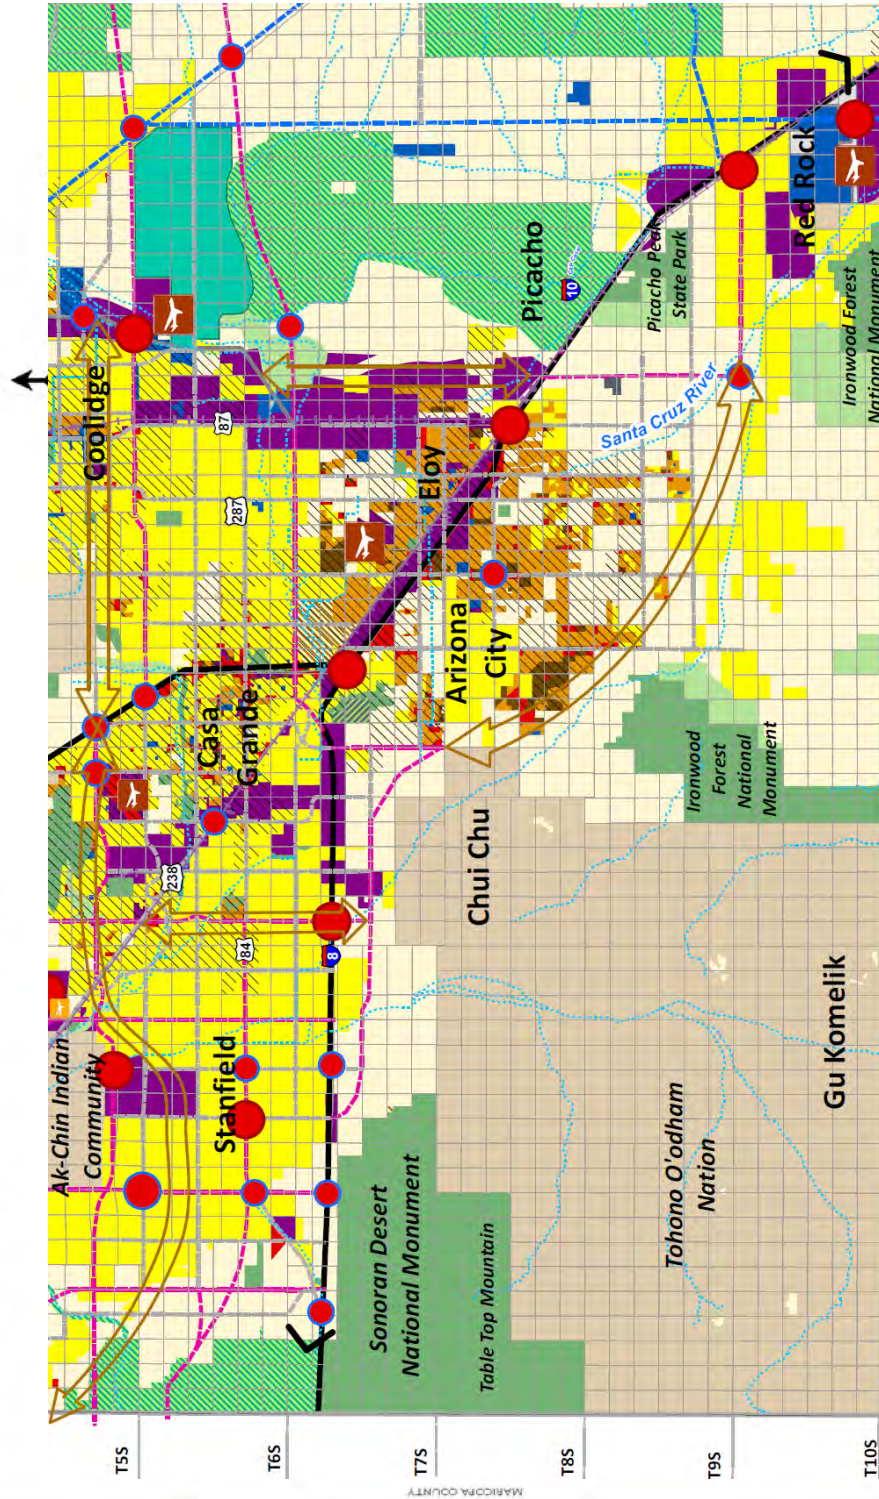 Ak-Chin Indian
Community
Stanfield
84
238
8
Casa
Grande
Coolidge
87
287
Eloy
Arizona
City
Picacho
10
Picacho Peak
State Park
Red Rock
Santa Cruz River
Ironwood Forest
National Monument
Ironwood
Forest
National
Monument
Chui Chu
Sonoran Desert
National Monument
Table Top Mountain
Tohono O'odham
Nation
Gu Komelik
T5S
T6S
T7S
T8S
T9S
T10S
MARICOPA COUNTY